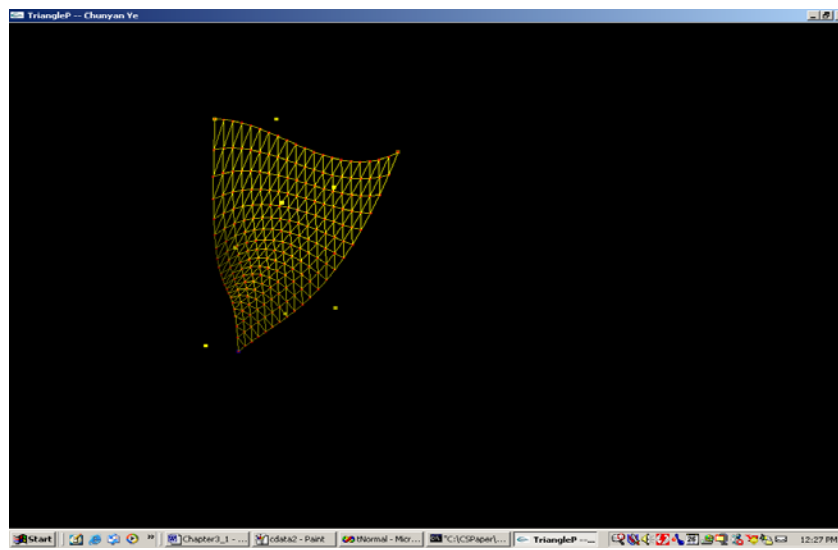 TriangleP -- Chunyan Ye
Start
Chapter3_1 - ...
cdata2 - Paint
tNormal - Micr...
"C:\CSPaper\...
TriangleP --...
12:27 PM